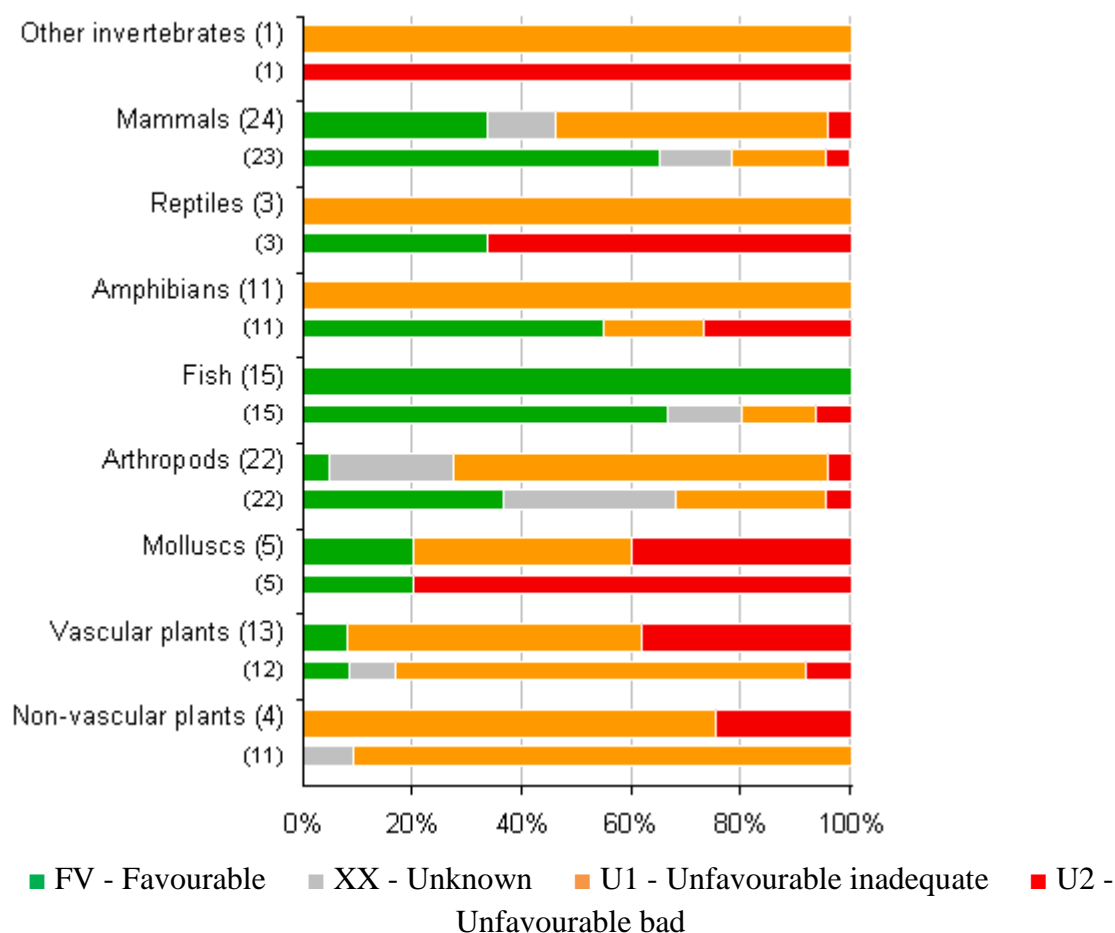 Other invertebrates (1)
(1)
Mammals (24)
(23)
Reptiles (3)
(3)
Amphibians (11)
(11)
Fish (15)
(15)
Arthropods (22)
(22)
Molluscs (5)
(5)
Vascular plants (13)
(12)
Non-vascular plants (4)
(11)
0% 20% 40% 60% 80% 100%
FV - Favourable XX - Unknown U1 - Unfavourable inadequate U2 -
Unfavourable bad